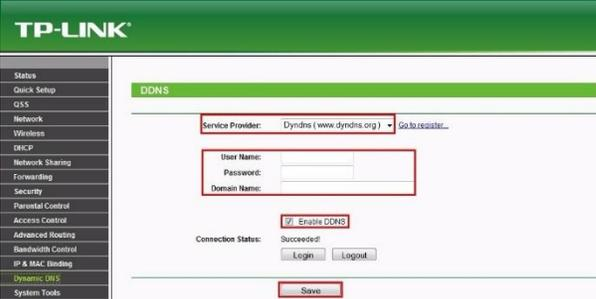 TP-LINK®
Status
Quick Setup
QSS
Network
Wireless
DHCP
Network Sharing
Forwarding
Security
Parental Control
Access Control
Advanced Routing
Bandwidth Control
IP & MAC Binding
Dynamic DNS
System Tools
DDNS
Service Provider: Dyndns ( www.dyndns.org ) Go to register...
User Name:
Password:
Domain Name:
Enable DDNS
Connection Status: Succeeded!
Login Logout
Save